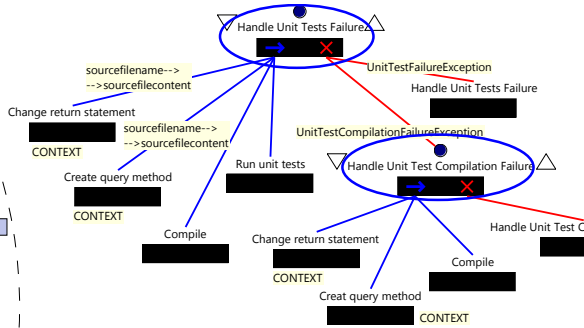 Handle Unit Tests Failure
UnitTestFailureException
sourcefilename-->
-->sourcefilecontent
Handle Unit Tests Failure
Change return statement
CONTEXT
sourcefilename-->
-->sourcefilecontent
UnitTestCompilationFailureException
Run unit tests
Handle Unit Test Compilation Failure
Create query method
CONTEXT
Compile
Change return statement
CONTEXT
Handle Unit Test C
Compile
Creat query method
CONTEXT